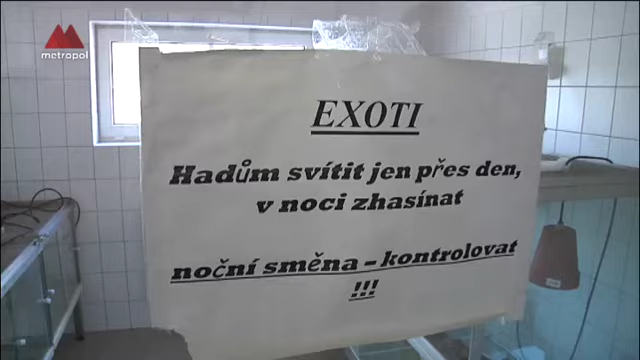 metropol
EXOTI
Hadům svítit jen přes den,
v noci zhasínat
noční směna – kontrolovat
!!!